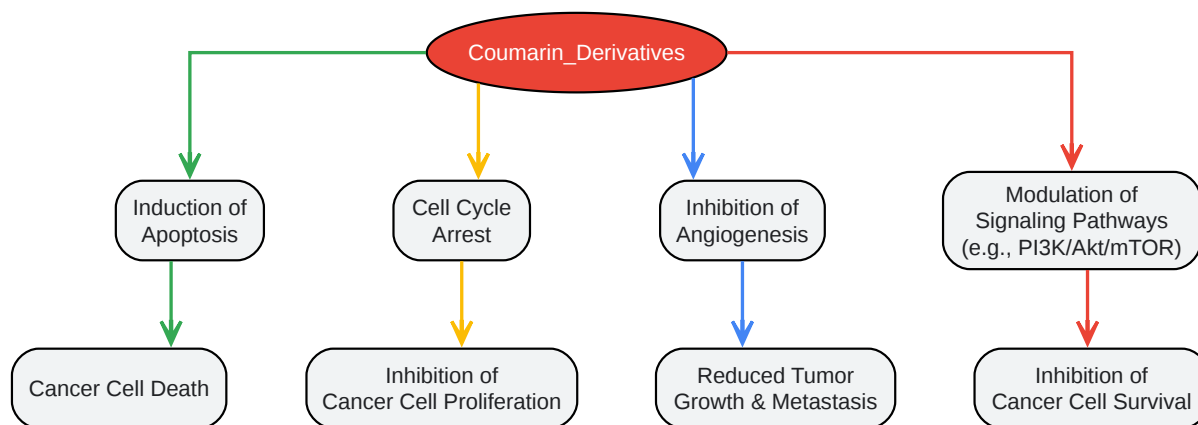 Coumarin_Derivatives
Induction of
Apoptosis
Cell Cycle
Arrest
Inhibition of
Angiogenesis
Modulation of
Signaling Pathways
(e.g., PI3K/Akt/mTOR)
Cancer Cell Death
Inhibition of
Cancer Cell Proliferation
Reduced Tumor
Growth & Metastasis
Inhibition of
Cancer Cell Survival